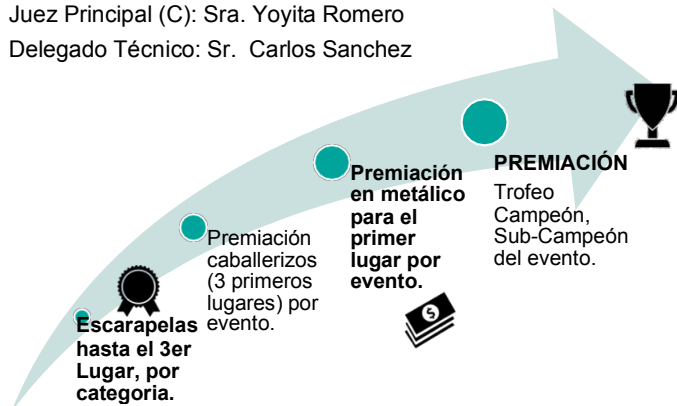 Juez Principal (C): Sra. Yoyita Romero
Delegado Técnico: Sr.  Carlos Sanchez
Escarapelas
hasta el 3er
Lugar, por
categoria.
Premiación
caballerizos
(3 primeros
lugares) por
evento.
Premiación
en metálico
para el
primer
lugar por
evento.
PREMIACIÓN
Trofeo
Campeón,
Sub-Campeón
del evento.
$